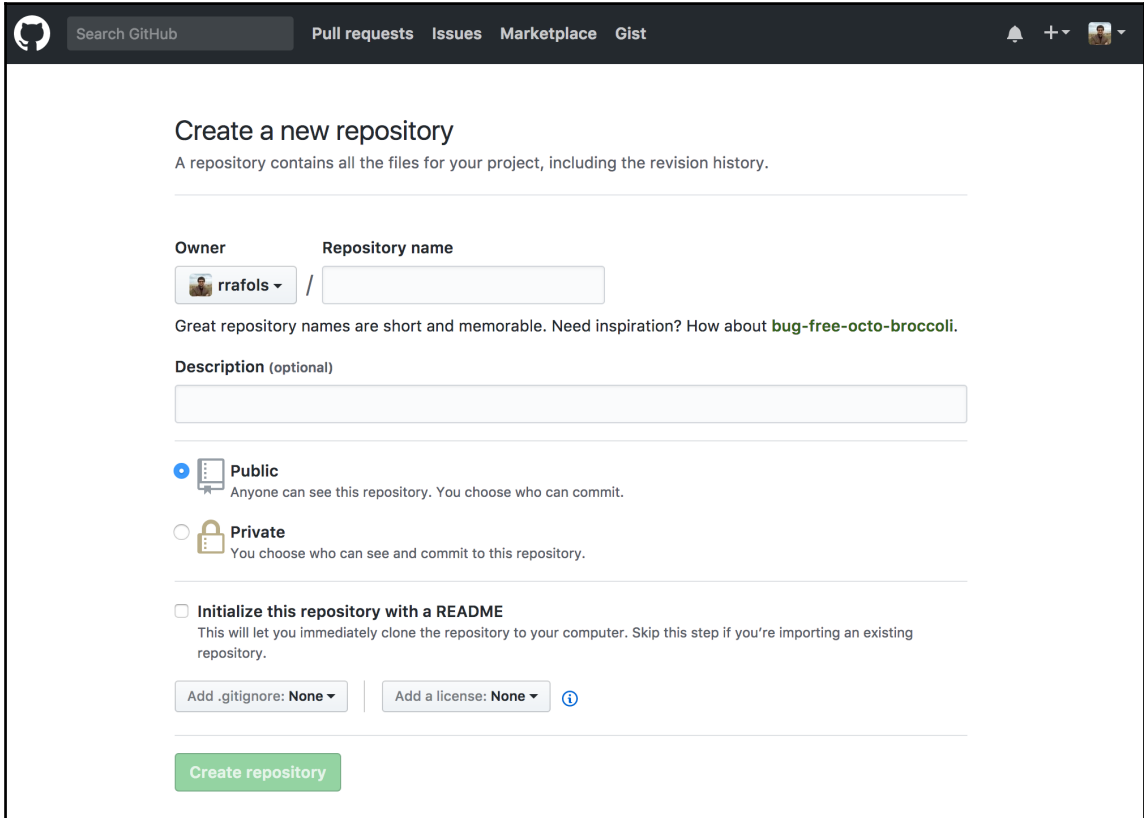 Search GitHub Pull requests Issues Marketplace Gist
Create a new repository
A repository contains all the files for your project, including the revision history.
Owner Repository name
rrafols /
Great repository names are short and memorable. Need inspiration? How about bug-free-octo-broccoli.
Description (optional)
Public
Anyone can see this repository. You choose who can commit.
Private
You choose who can see and commit to this repository.
Initialize this repository with a README
This will let you immediately clone the repository to your computer. Skip this step if you’re importing an existing
repository.
Add .gitignore: None Add a license: None
Create repository